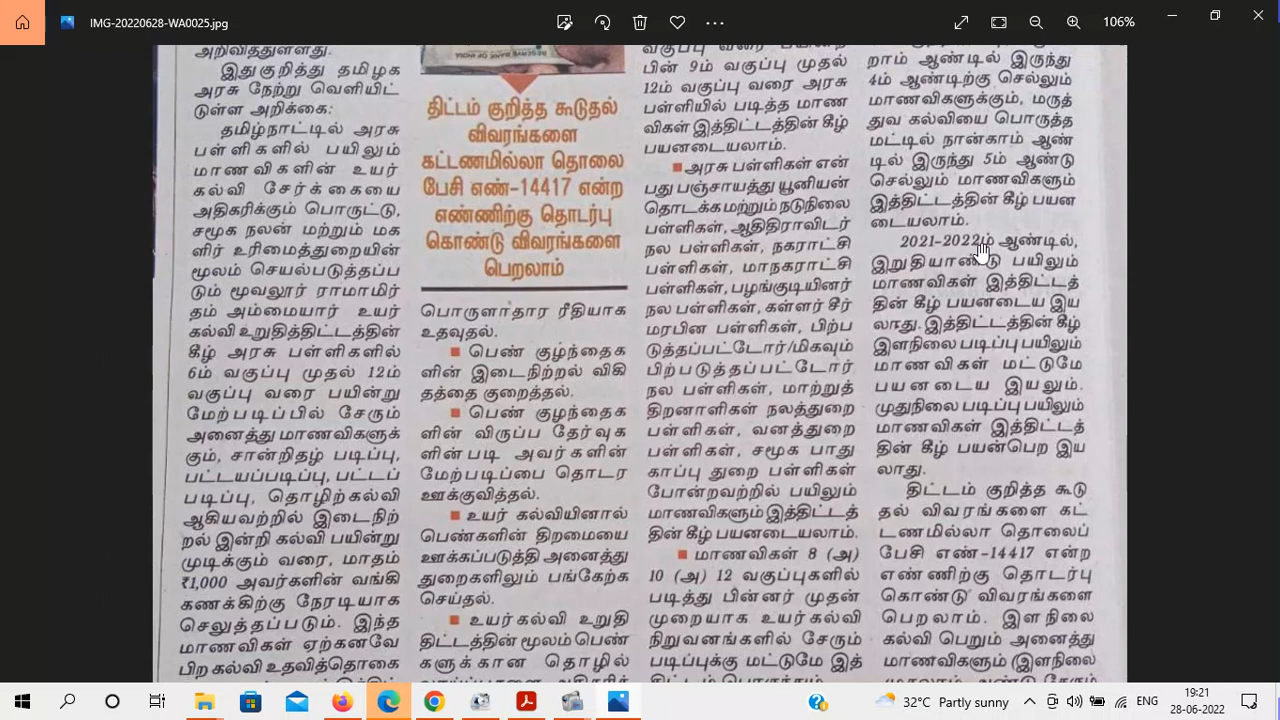 IMG-20220628-WA0025.jpg
106%
அறிவித்துள்ளது.
இதுகுறித்து தமிழக
அரசு நேற்று வெளியிட்
டுள்ள அறிக்கை:
தமிழ்நாட்டில் அரசு
பள்ளிகளில் பயிலும்
மாணவிகளின் உயர்
கல்வி சேர்க்கையை
அதிகரிக்கும் பொருட்டு,
சமூக நலன் மற்றும் மக
ளிர் உரிமைத்துறையின்
மூலம் செயல்படுத்தப்ப
டும் மூவலூர் ராமாமிர்
தம் அம்மையார் உயர்
கல்வி உறுதித்திட்டத்தின்
கீழ் அரசு பள்ளிகளில்
6ம் வகுப்பு முதல் 12ம்
வகுப்பு வரை பயின்று
மேற்படிப்பில் சேரும்
அனைத்து மாணவிகளுக்
கும், சான்றிதழ் படிப்பு,
பட்டயப்படிப்பு, பட்டப்
படிப்பு, தொழிற்கல்வி
ஆகியவற்றில் இடைநிற்
றல் இன்றி கல்வி பயின்று
முடிக்கும் வரை, மாதம்
₹1,000 அவர்களின் வங்கி
கணக்கிற்கு நேரடியாக
செலுத்தப்படும். இந்த
மாணவிகள் ஏற்கனவே
பிற கல்வி உதவித்தொகை
RESERVE BANK OF INDIA
திட்டம் குறித்த கூடுதல்
விவரங்களை
கட்டணமில்லா தொலை
பேசி எண்-14417 என்ற
எண்ணிற்கு தொடர்பு
கொண்டு விவரங்களை
பெறலாம்
பொருளாதார ரீதியாக
உதவுதல்.
■ பெண் குழ்ந்தைக
ளின் இடைநிற்றல் விகி
தத்தை குறைத்தல்.
■ பெண் குழந்தைக
ளின் விருப்ப தேர்வுக
ளின்படி அவர்களின்
மேற்படிப்பை தொடர
ஊக்குவித்தல்.
■ உயர் கல்வியினால்
பெண்களின் திறமையை
ஊக்கப்படுத்தி அனைத்து
துறைகளிலும் பங்கேற்க
செய்தல்.
■ உயர்கல்வி உறுதி
திட்டத்தின் மூலம் பெண்
களுக்கான தொழில்
வகுப்பு வரை பயின்ற
பின் 9ம் வகுப்பு முதல்
12ம் வகுப்பு வரை அரசு
பள்ளியில் படித்த மாண
விகள் இத்திட்டத்தின் கீழ்
பயனடையலாம்.
■ அரசு பள்ளிகள் என்
பது பஞ்சாயத்து யூனியன்
தொடக்க மற்றும் நடுநிலை
பள்ளிகள், ஆதிதிராவிடர்
நல பள்ளிகள், நகராட்சி
பள்ளிகள், மாநகராட்சி
பள்ளிகள், பழங்குடியினர்
நல பள்ளிகள், கள்ளர் சீர்
மரபின பள்ளிகள், பிற்ப
டுத்தப்பட்டோர்/மிகவும்
பிற்படுத்தப்பட்டோர்
நல பள்ளிகள், மாற்றுத்
திறனாளிகள் நலத்துறை
பள்ளிகள், வனத்துறை
பள்ளிகள், சமூக பாது
காப்பு துறை பள்ளிகள்
போன்றவற்றில் பயிலும்
மாணவிகளும் இத்திட்டத்
தின் கீழ் பயனடையலாம்.
■ மாணவிகள் 8 (அ)
10 (அ) 12 வகுப்புகளில்
படித்து பின்னர் முதன்
முறையாக உயர்கல்வி
நிறுவனங்களில் சேரும்
படிப்புக்கு மட்டுமே இத்
றாம் ஆண்டில் இருந்து
4ம் ஆண்டிற்கு செல்லும்
மாணவிகளுக்கும், மருத்
துவ கல்வியை பொருத்த
மட்டில் நான்காம் ஆண்
டில் இருந்து 5ம் ஆண்டு
செல்லும் மாணவிகளும்
இத்திட்டத்தின் கீழ் பயன
டையலாம்.
2021-2022ம் ஆண்டில்,
இறுதியாண்டு பயிலும்
மாணவிகள் இத்திட்டத்
தின் கீழ் பயனடைய இய
லாது. இத்திட்டத்தின் கீழ்
இளநிலை படிப்பு பயிலும்
மாணவிகள் மட்டுமே
பயனடைய இயலும்.
முதுநிலை படிப்பு பயிலும்
மாணவிகள் இத்திட்டத்
தின் கீழ் பயன்பெற இய
லாது.
திட்டம் குறித்த கூடு
தல் விவரங்களை கட்
டணமில்லா தொலைப்
பேசி எண்-14417 என்ற
எண்ணிற்கு தொடர்பு
கொண்டு விவரங்களை
பெறலாம். இளநிலை
கல்வி பெறும் அனைத்து
மாணவிகளும் (இளநிலை
32°C Partly sunny
ENG
19:21
28-06-2022